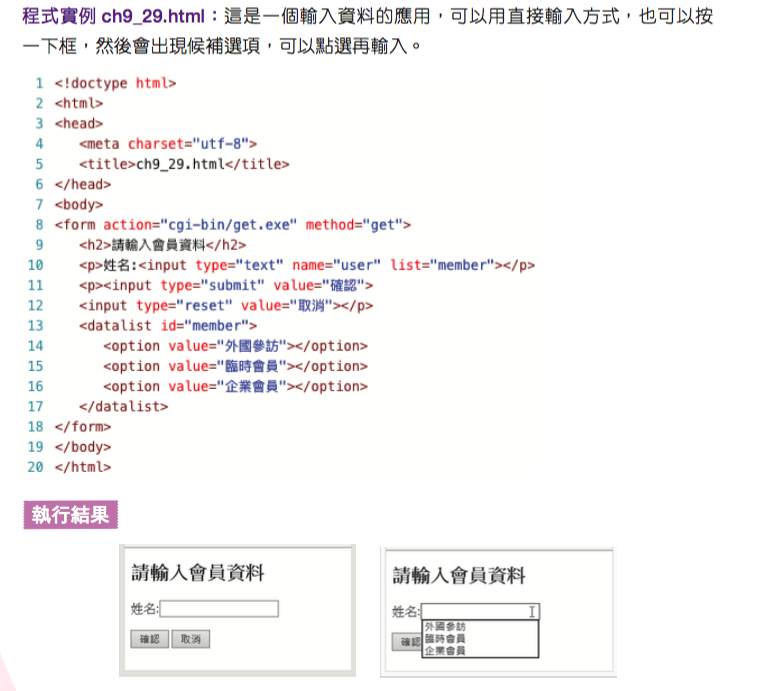 程式實例 ch9_29.html：這是一個輸入資料的應用，可以用直接輸入方式，也可以按
一下框，然後會出現候補選項，可以點選再輸入。
1 <!doctype html>
2 <html>
3 <head>
4    <meta charset="utf-8">
5    <title>ch9_29.html</title>
6 </head>
7 <body>
8 <form action="cgi-bin/get.exe" method="get">
9    <h2>請輸入會員資料</h2>
10    <p>姓名:<input type="text" name="user" list="member"></p>
11    <p><input type="submit" value="確認">
12    <input type="reset" value="取消"></p>
13    <datalist id="member">
14       <option value="外國參訪"></option>
15       <option value="臨時會員"></option>
16       <option value="企業會員"></option>
17    </datalist>
18 </form>
19 </body>
20 </html>
執行結果
請輸入會員資料
姓名:
確認 取消
請輸入會員資料
姓名:
外國參訪
確認 臨時會員
企業會員